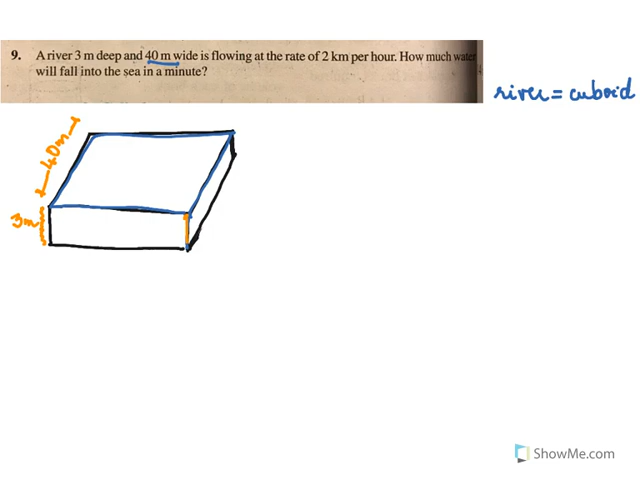 9. A river 3 m deep and 40 m wide is flowing at the rate of 2 km per hour. How much water
will fall into the sea in a minute?
river = cuboid
40m
3m
ShowMe.com